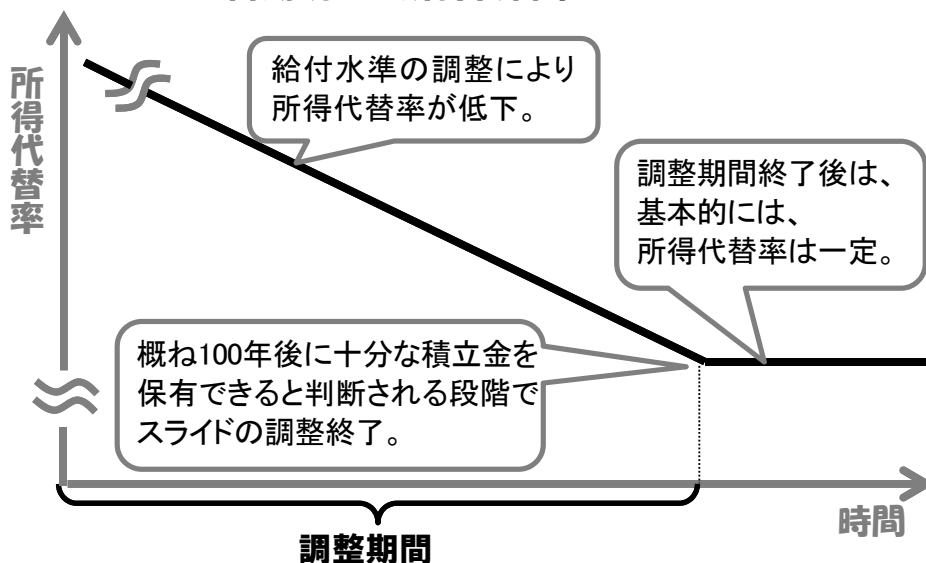 所得代替率
給付水準の調整により
所得代替率が低下。
調整期間終了後は、
基本的には、
所得代替率は一定。
概ね100年後に十分な積立金を
保有できると判断される段階で
スライドの調整終了。
時間
調整期間